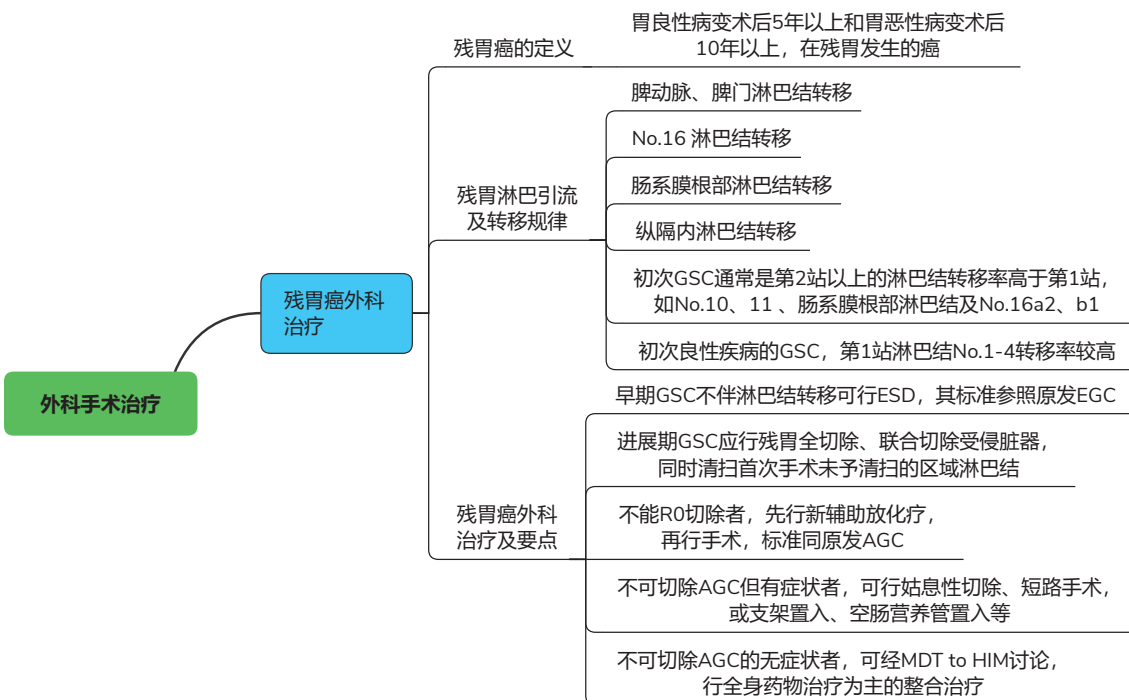 外科手术治疗
残胃癌外科
治疗
残胃癌的定义
胃良性病变术后5年以上和胃恶性病变术后
10年以上，在残胃发生的癌
残胃淋巴引流
及转移规律
脾动脉、脾门淋巴结转移
No.16 淋巴结转移
肠系膜根部淋巴结转移
纵隔内淋巴结转移
初次GSC通常是第2站以上的淋巴结转移率高于第1站，
如No.10、11 、肠系膜根部淋巴结及No.16a2、b1
初次良性疾病的GSC，第1站淋巴结No.1-4转移率较高
残胃癌外科
治疗及要点
早期GSC不伴淋巴结转移可行ESD，其标准参照原发EGC
进展期GSC应行残胃全切除、联合切除受侵脏器，
同时清扫首次手术未予清扫的区域淋巴结
不能R0切除者，先行新辅助放化疗，
再行手术，标准同原发AGC
不可切除AGC但有症状者，可行姑息性切除、短路手术，
或支架置入、空肠营养管置入等
不可切除AGC的无症状者，可经MDT to HIM讨论，
行全身药物治疗为主的整合治疗